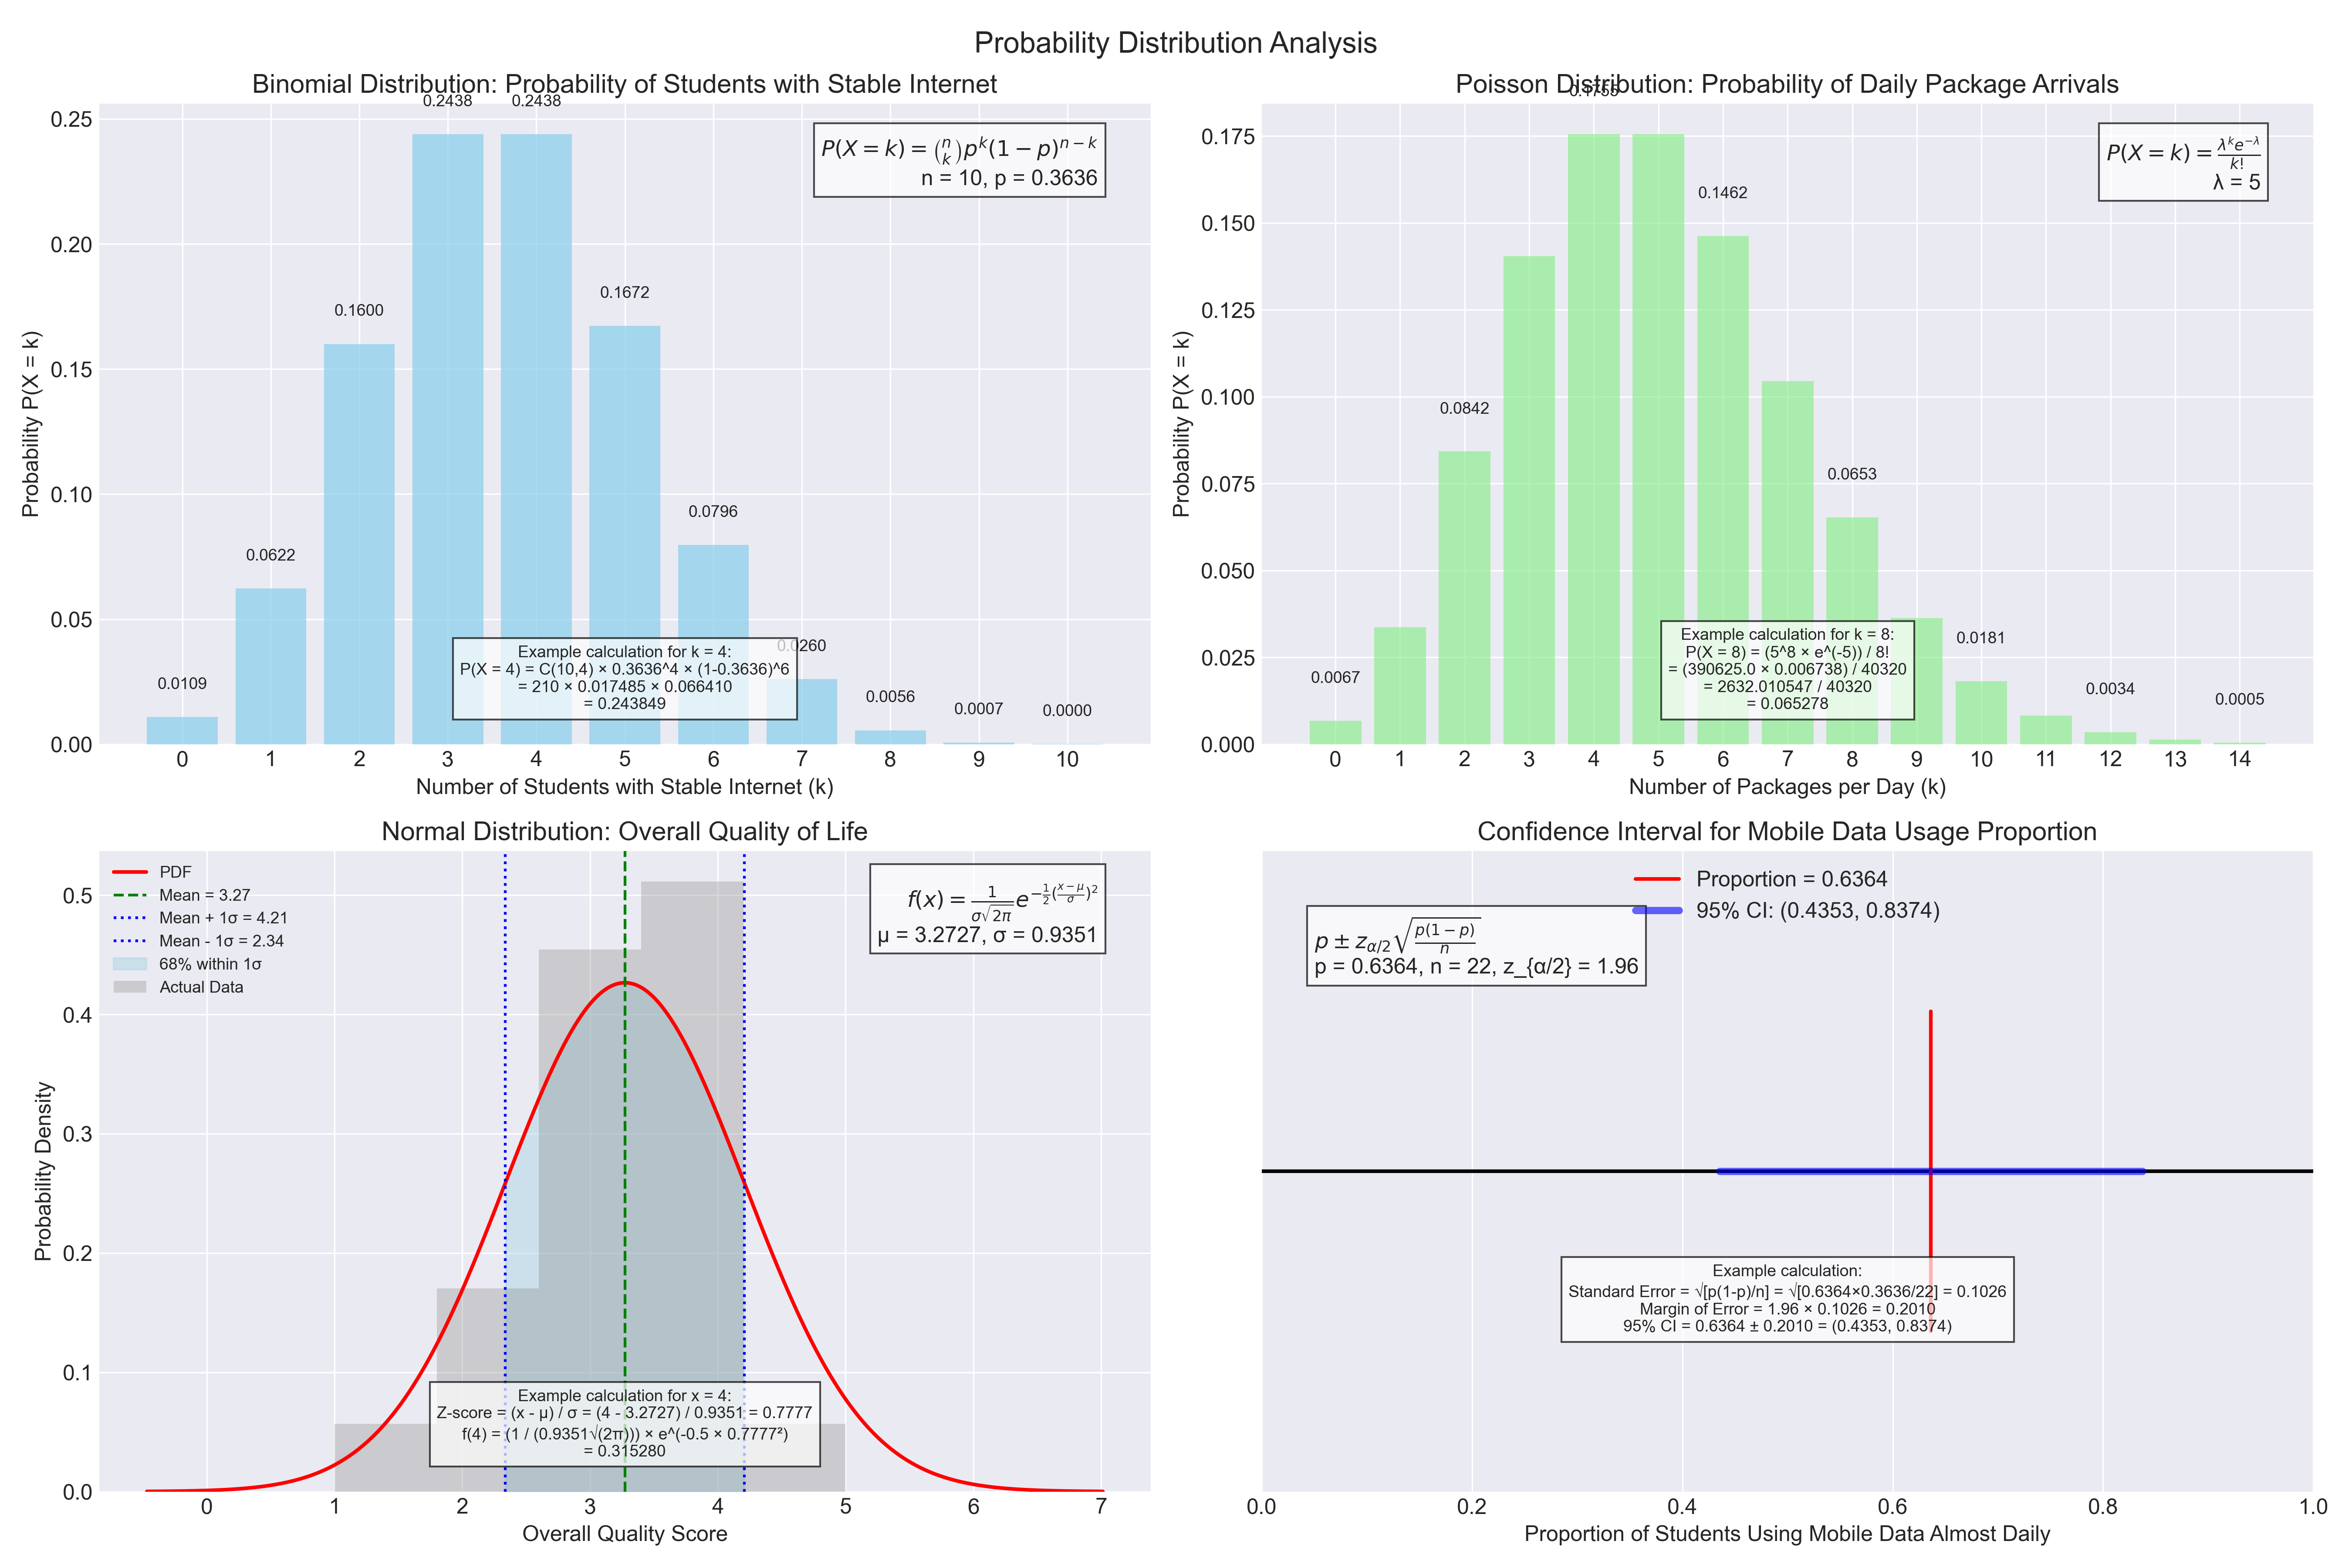 Probability Distribution Analysis
Binomial Distribution: Probability of Students with Stable Internet
0.2438 0.2438
0.25
P(X = k) = (n k) p^k (1 − p)^{n − k}
n = 10, p = 0.3636
0.20
0.1672
0.1600
0.15
Probability P(X = k)
0.10
0.0796
0.0622
0.05
0.0260
Example calculation for k = 4:
P(X = 4) = C(10,4) × 0.3636^4 × (1-0.3636)^6
= 210 × 0.017485 × 0.066410
= 0.243849
0.0109
0.0056
0.0007
0.0000
0.00
0 1 2 3 4 5 6 7 8 9 10
Number of Students with Stable Internet (k)
Poisson Distribution: Probability of Daily Package Arrivals
0.1755
0.175
P(X = k) = λ^k e^{−λ} / k!
λ = 5
0.1462
0.150
0.125
0.100
0.0842
Probability P(X = k)
0.075
0.0653
0.050
Example calculation for k = 8:
P(X = 8) = (5^8 × e^(-5)) / 8!
= (390625.0 × 0.006738) / 40320
= 2632.010547 / 40320
= 0.065278
0.025
0.0181
0.0067
0.0034
0.0005
0.000
0 1 2 3 4 5 6 7 8 9 10 11 12 13 14
Number of Packages per Day (k)
Normal Distribution: Overall Quality of Life
PDF
Mean = 3.27
Mean + 1σ = 4.21
Mean - 1σ = 2.34
68% within 1σ
Actual Data
f(x) = 1/(σ√2π) e^{−1/2((x − μ)/σ)^2}
μ = 3.2727, σ = 0.9351
0.5
0.4
0.3
Probability Density
0.2
0.1
Example calculation for x = 4:
Z-score = (x - μ) / σ = (4 - 3.2727) / 0.9351 = 0.7777
f(4) = (1 / (0.9351√(2π))) × e^(-0.5 × 0.7777²)
= 0.315280
0.0
0 1 2 3 4 5 6 7
Overall Quality Score
Confidence Interval for Mobile Data Usage Proportion
Proportion = 0.6364
95% CI: (0.4353, 0.8374)
p ± z_{α/2} √(p(1 − p)/n)
p = 0.6364, n = 22, z_{α/2} = 1.96
Example calculation:
Standard Error = √[p(1-p)/n] = √[0.6364×0.3636/22] = 0.1026
Margin of Error = 1.96 × 0.1026 = 0.2010
95% CI = 0.6364 ± 0.2010 = (0.4353, 0.8374)
0.0 0.2 0.4 0.6 0.8 1.0
Proportion of Students Using Mobile Data Almost Daily